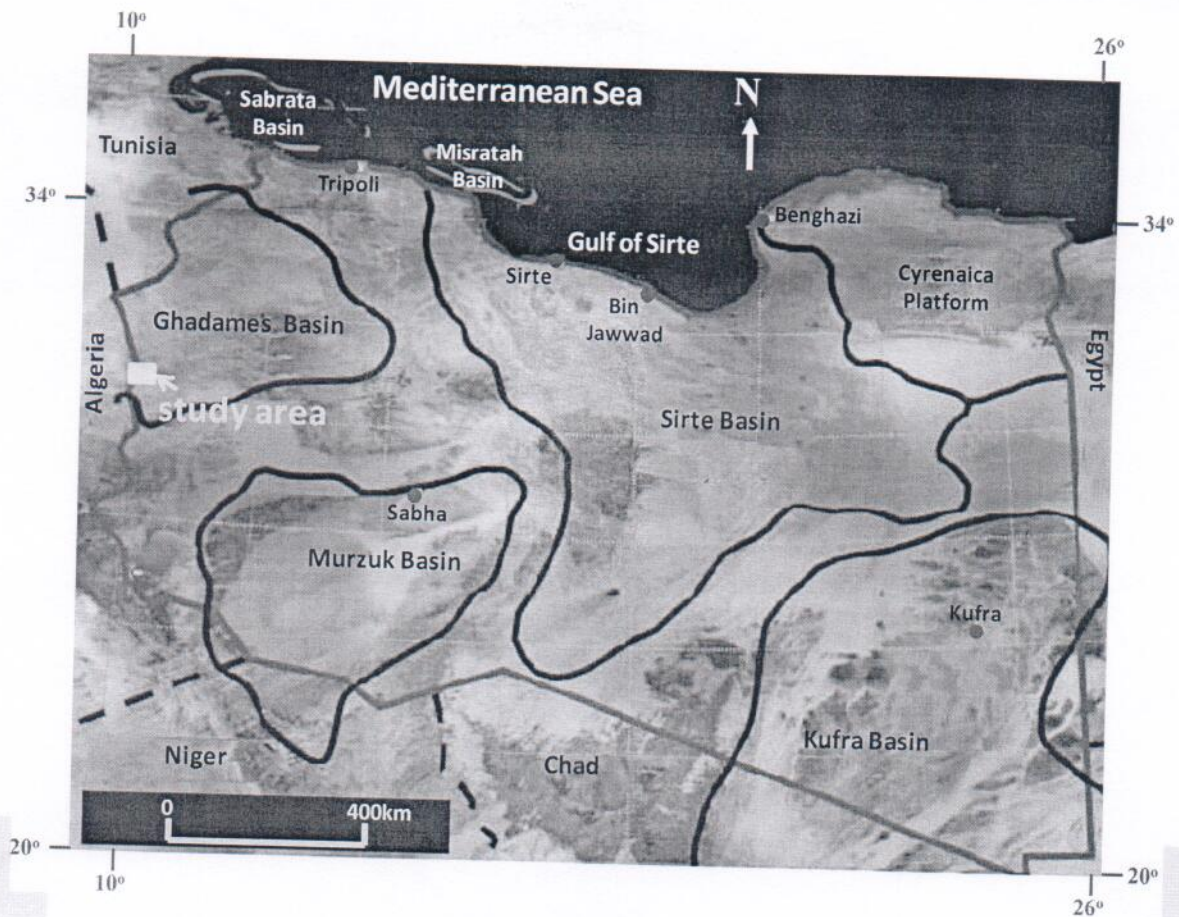 10°
26°
Mediterranean Sea
N
Sabrata
Basin
Tunisia
Misratah
Basin
Tripoli
34°
Benghazi
34°
Gulf of Sirte
Sirte
Cyrenaica
Platform
Bin
Jawwad
Ghadames Basin
Algeria
Egypt
study area
Sirte Basin
Sabha
Murzuk Basin
Kufra
Kufra Basin
Niger
Chad
0
400km
20°
10°
20°
26°